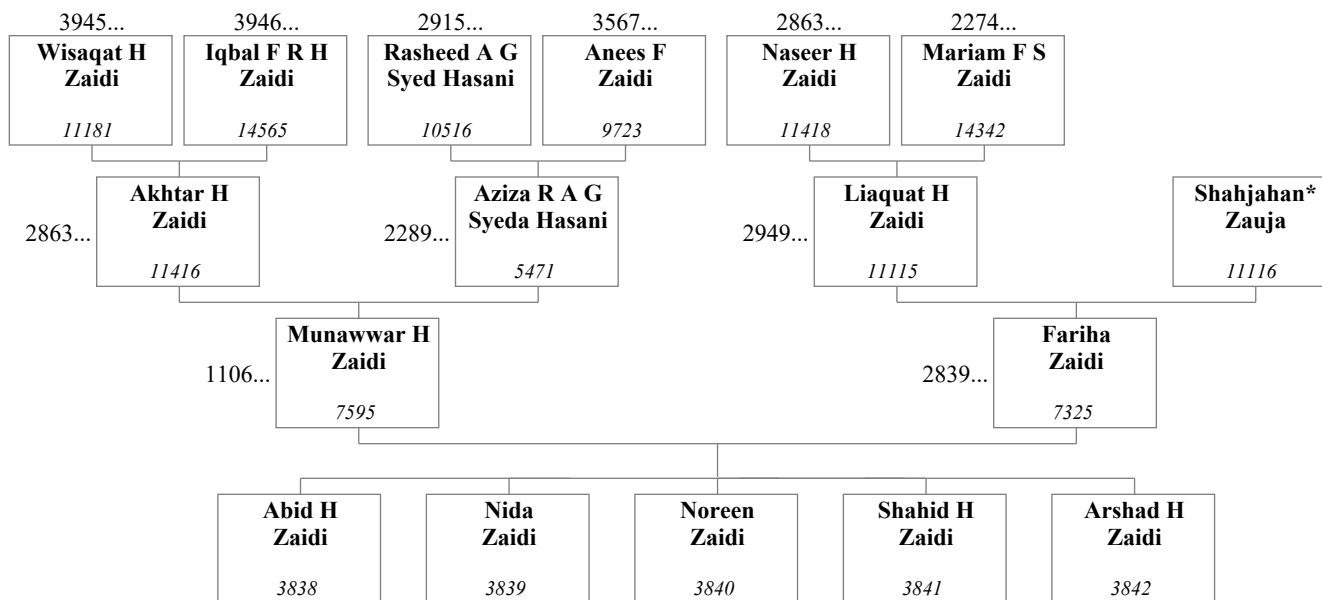 3945... 3946... 2915... 3567... 2863... 2274...
Wisaqat H Iqbal F R H Rasheed A G Anees F Naseer H Mariam F S
Zaidi Zaidi Syed Hasani Zaidi Zaidi Zaidi
11181 14565 10516 9723 11418 14342
Akhtar H Aziza R A G Liaquat H Shahjahan*
Zaidi Syeda Hasani Zaidi Zauja
2863... 2289... 2949...
11416 5471 11115 11116
Munawwar H Fariha
Zaidi Zaidi
1106... 2839...
7595 7325
Abid H Nida Noreen Shahid H Arshad H
Zaidi Zaidi Zaidi Zaidi Zaidi
3838 3839 3840 3841 3842